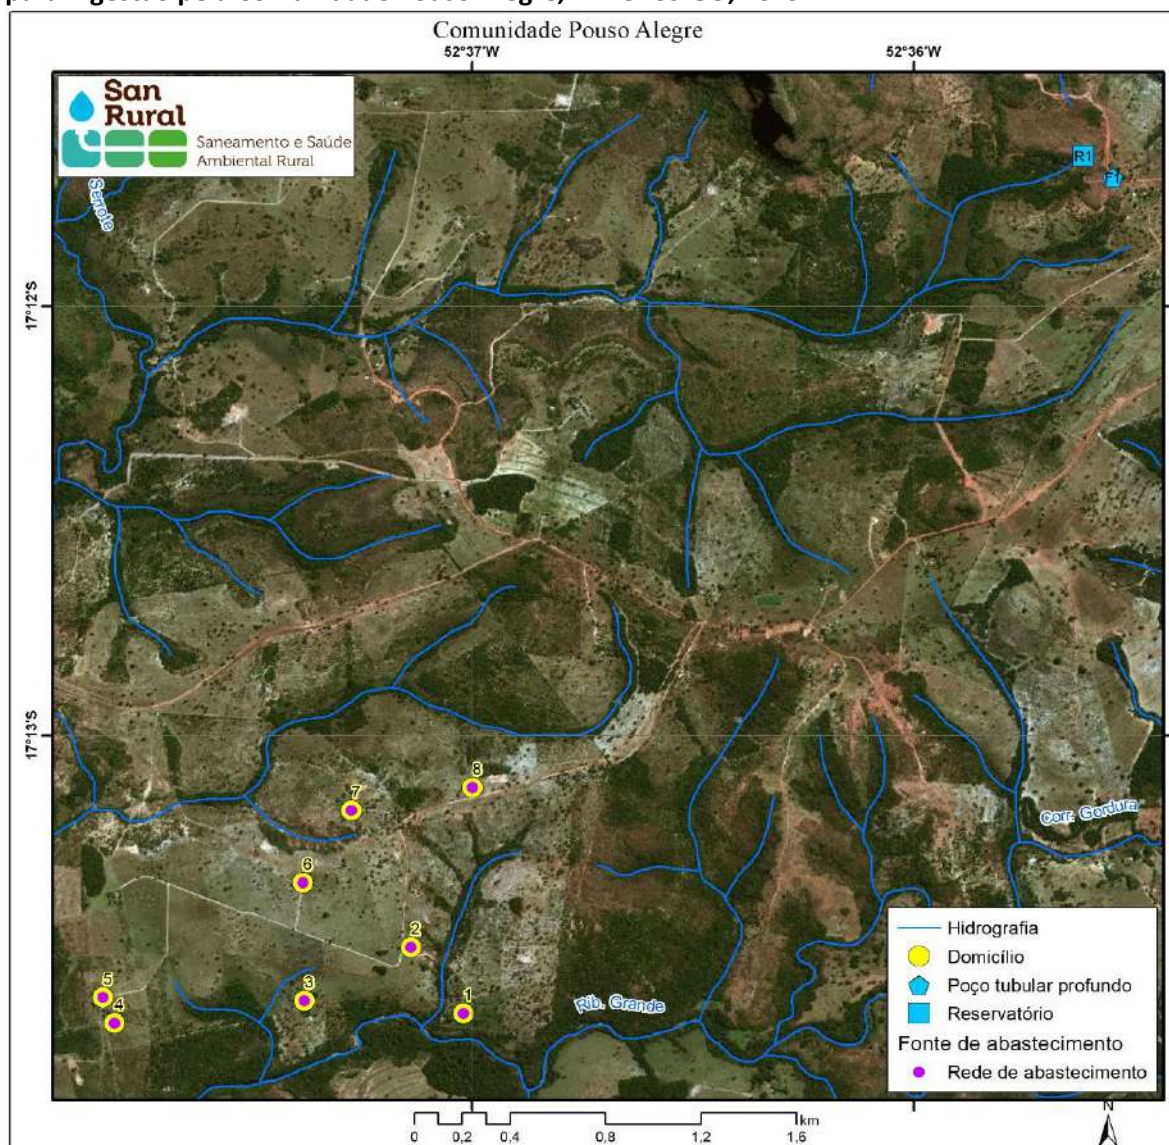 Comunidade Pouso Alegre
52°37'W
52°36'W
San
Rural
Saneamento e Saúde
Ambiental Rural
Serrote
R1
17°12'S
17°13'S
8
7
6
2
5
4
3
1
Corr. Gordura
Rib. Grande
Hidrografia
Domicílio
Poço tubular profundo
Reservatório
Fonte de abastecimento
Rede de abastecimento
N
km
0 0,2 0,4 0,8 1,2 1,6